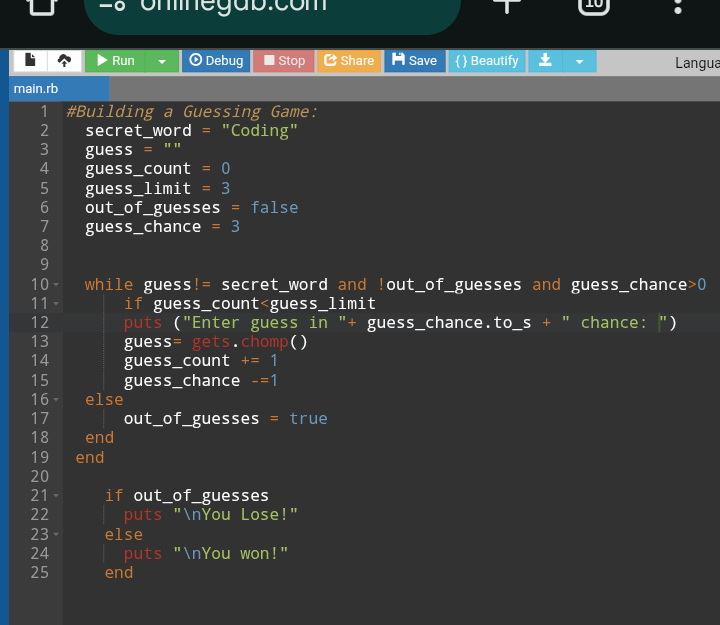 onlinegdb.com
10
Run Debug Stop Share Save {} Beautify Langua
main.rb
1 #Building a Guessing Game:
2 secret_word = "Coding"
3 guess = ""
4 guess_count = 0
5 guess_limit = 3
6 out_of_guesses = false
7 guess_chance = 3
8
9
10 while guess!= secret_word and !out_of_guesses and guess_chance>0
11 if guess_count<guess_limit
12 puts ("Enter guess in "+ guess_chance.to_s + " chance: ")
13 guess= gets.chomp()
14 guess_count += 1
15 guess_chance -=1
16 else
17 out_of_guesses = true
18 end
19 end
20
21 if out_of_guesses
22 puts "\nYou Lose!"
23 else
24 puts "\nYou won!"
25 end